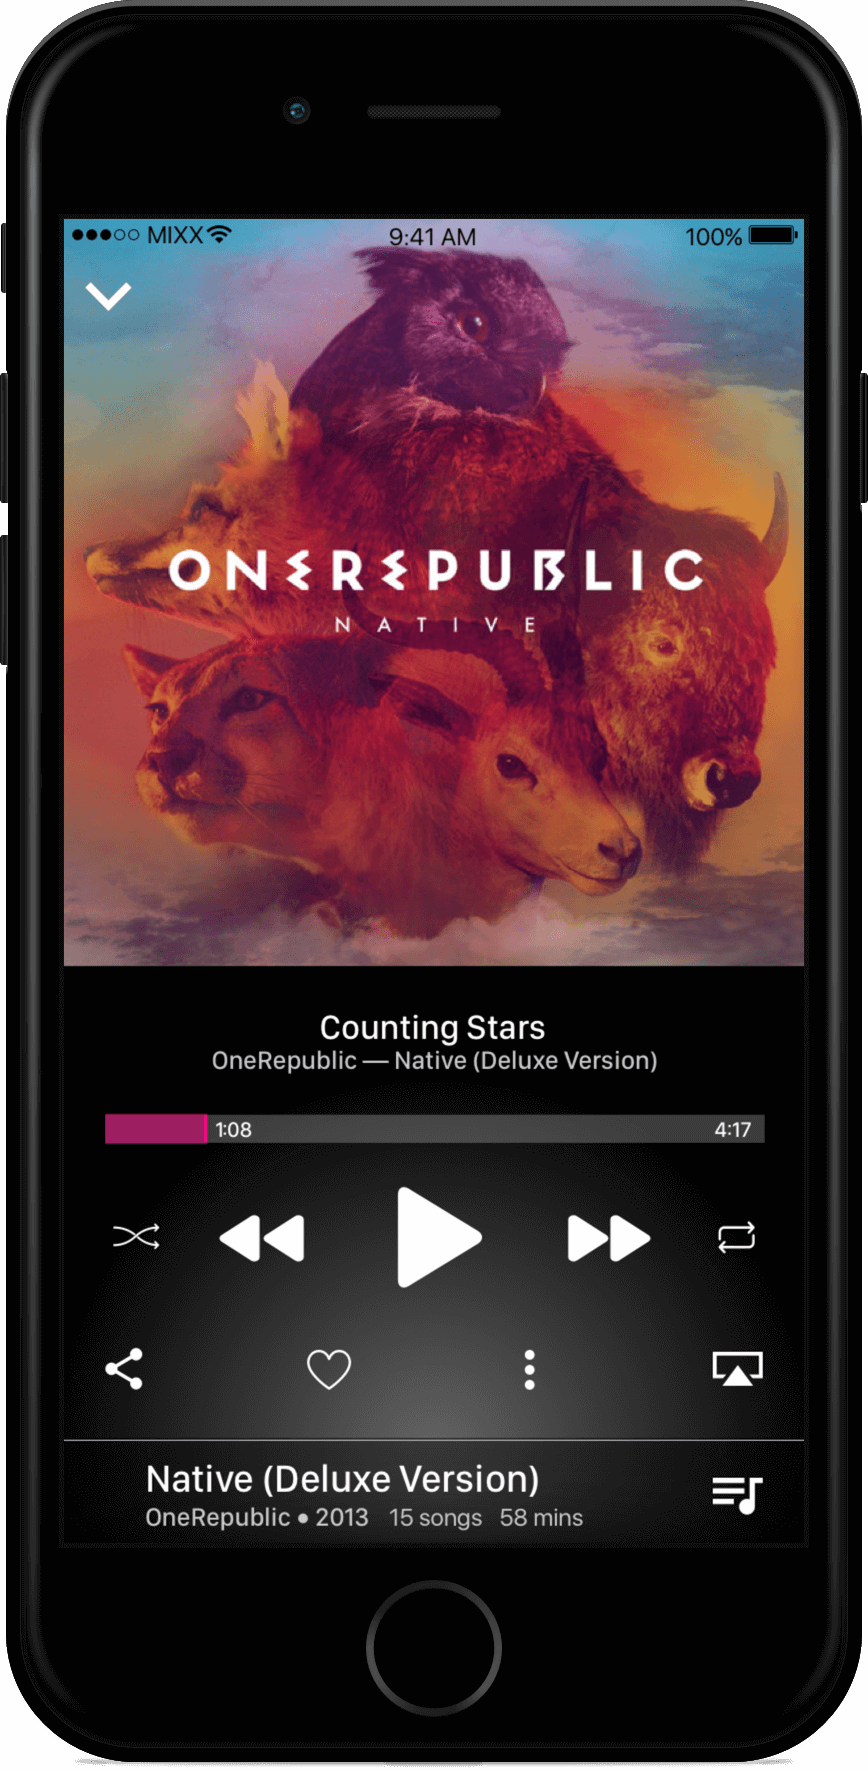 MIXX 9:41 AM 100%
ONEREPUBLIC
NATIVE
Counting Stars
OneRepublic — Native (Deluxe Version)
1:08 4:17
Native (Deluxe Version)
OneRepublic • 2013 15 songs 58 mins